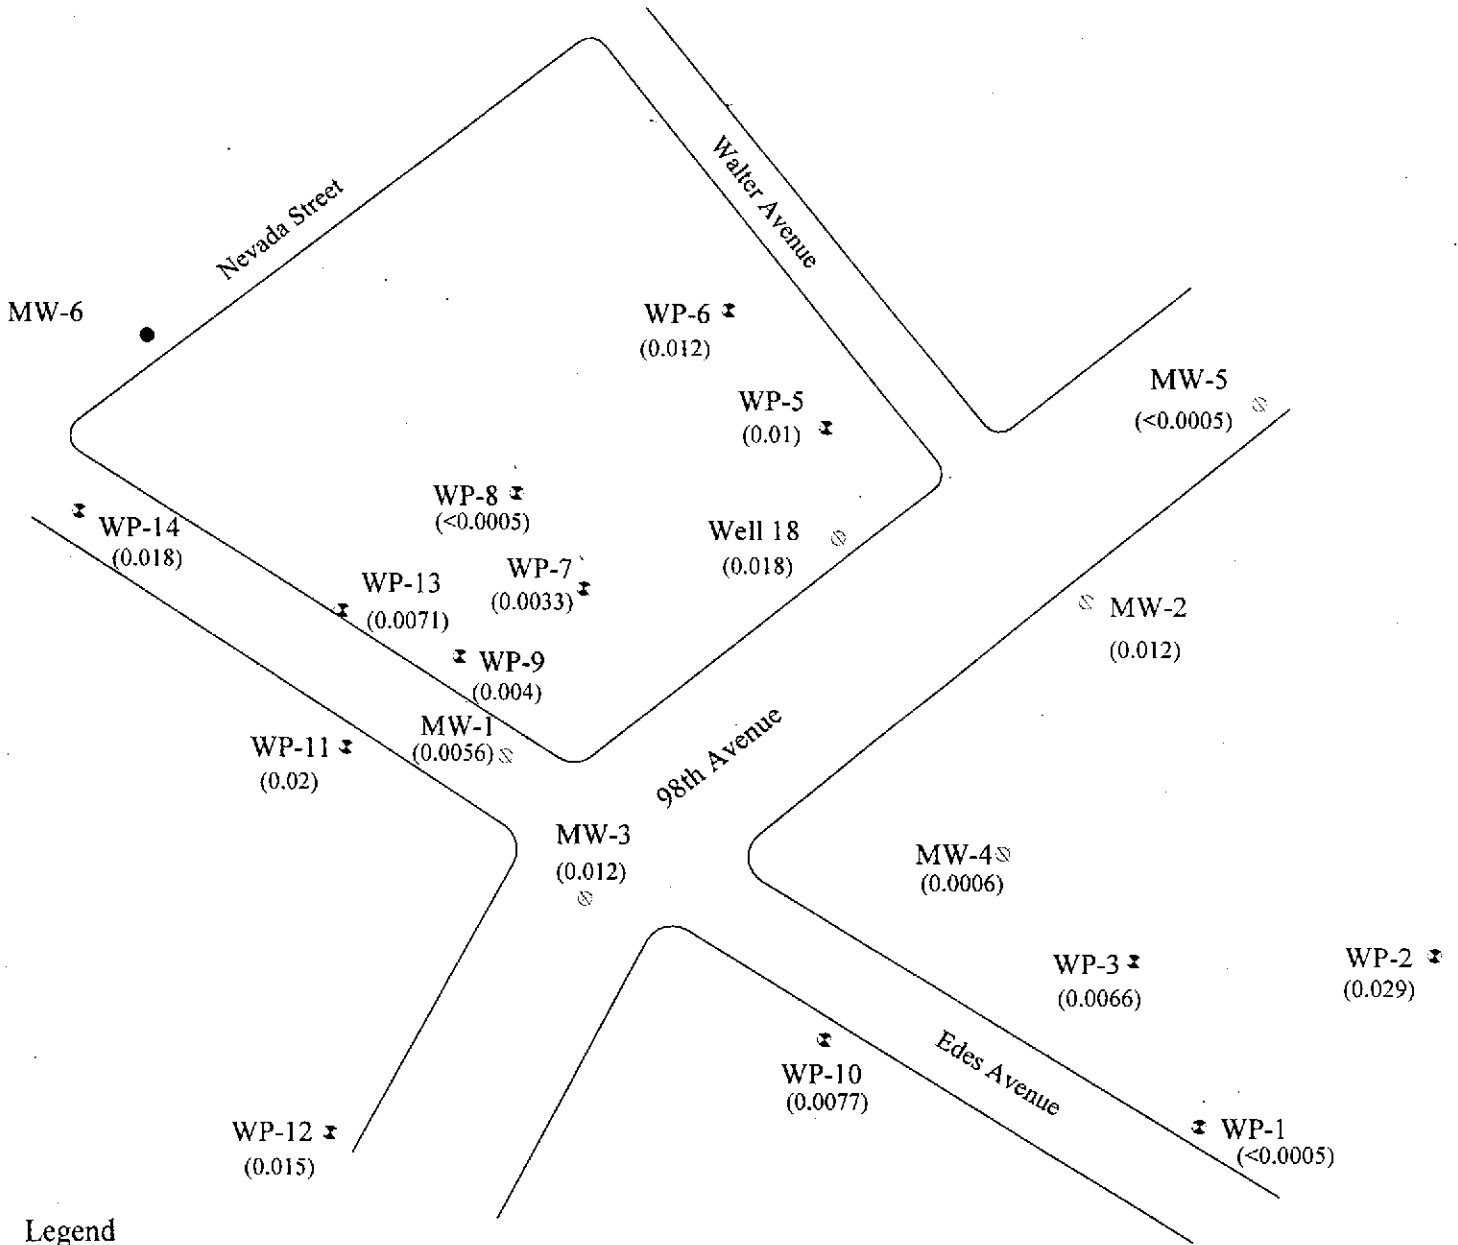 Walter Avenue
Nevada Street
MW-6
WP-6
(0.012)
MW-5
(<0.0005)
WP-5
(0.01)
WP-8
(<0.0005)
WP-14
(0.018)
Well 18
(0.018)
WP-7
(0.0033)
WP-13
(0.0071)
MW-2
(0.012)
WP-9
(0.004)
MW-1
(0.0056)
WP-11
(0.02)
98th Avenue
MW-3
(0.012)
MW-4
(0.0006)
WP-3
(0.0066)
WP-2
(0.029)
Edes Avenue
WP-10
(0.0077)
WP-12
(0.015)
WP-1
(<0.0005)
Legend